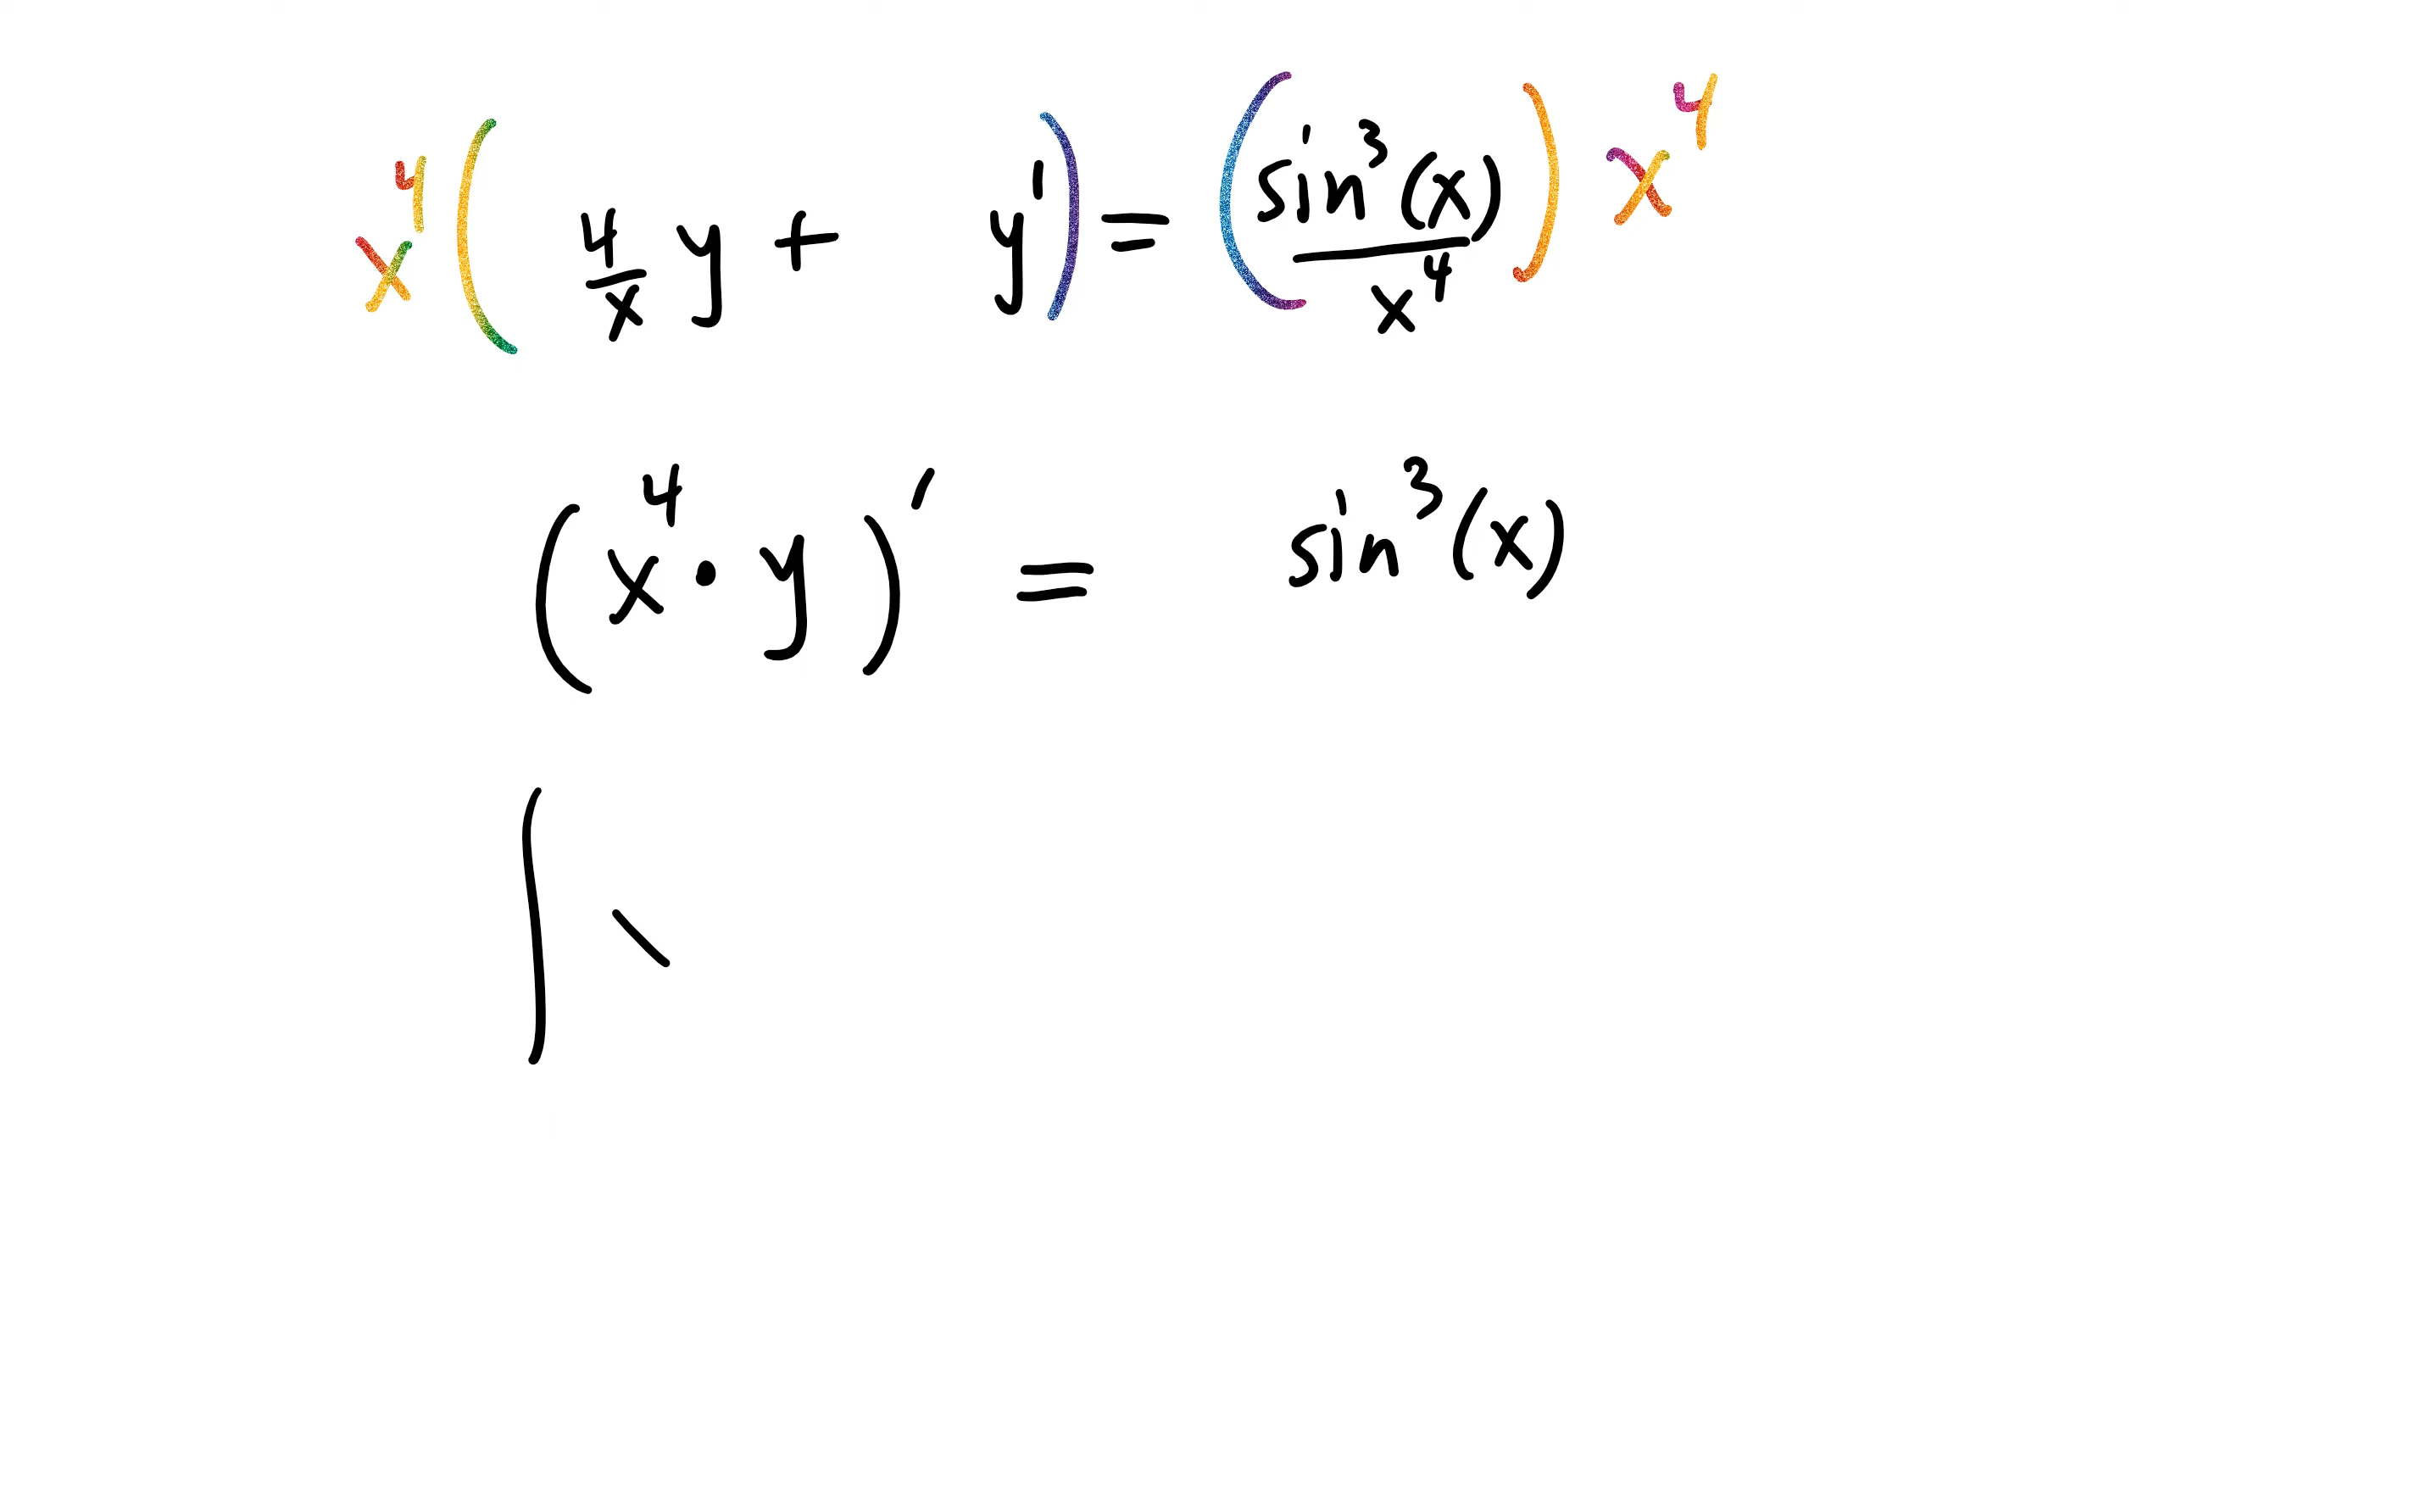 x⁴( 4/x y + y' ) = ( sin³(x)/x⁴ ) x⁴
(x⁴ · y)' = sin³(x)
∫ \